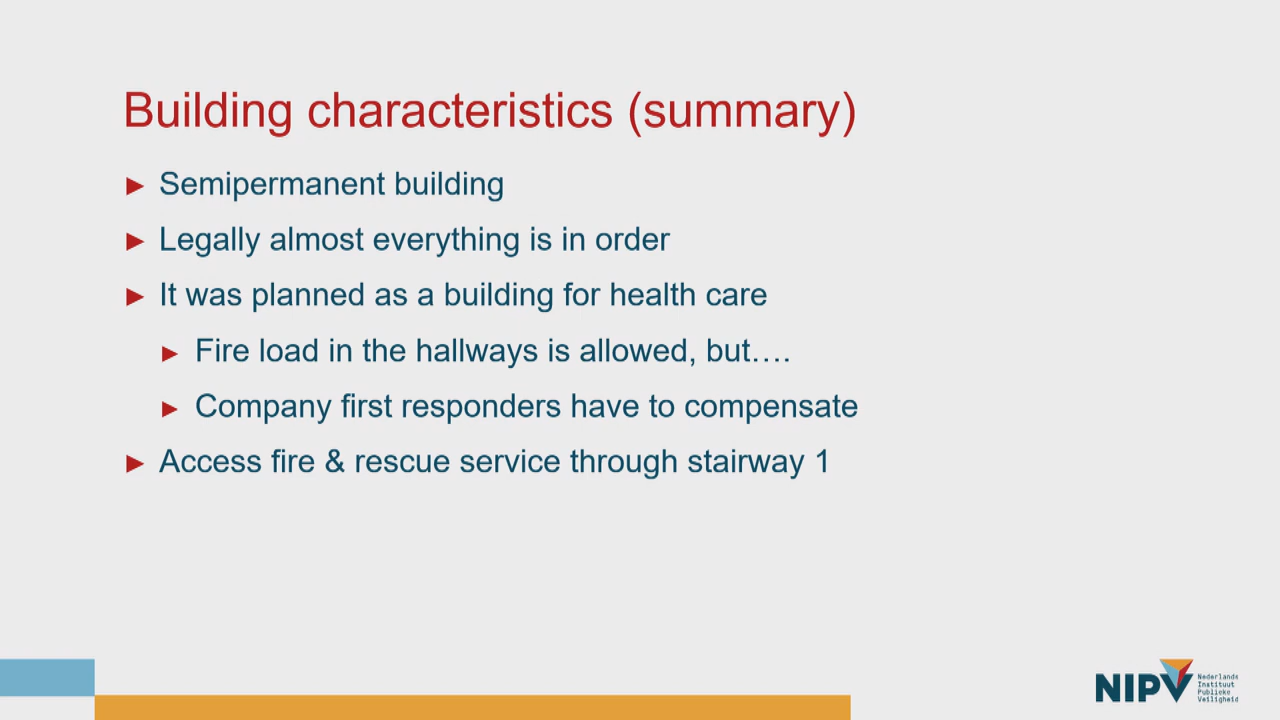 Building characteristics (summary)
Semipermanent building
Legally almost everything is in order
It was planned as a building for health care
Fire load in the hallways is allowed, but....
Company first responders have to compensate
Access fire & rescue service through stairway 1
NIPV
Nederlands
Instituut
Publieke
Veiligheid